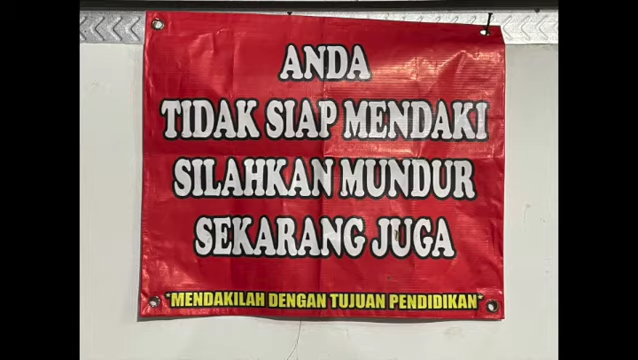 ANDA
TIDAK SIAP MENDAKI
SILAHKAN MUNDUR
SEKARANG JUGA
"MENDAKILAH DENGAN TUJUAN PENDIDIKAN"